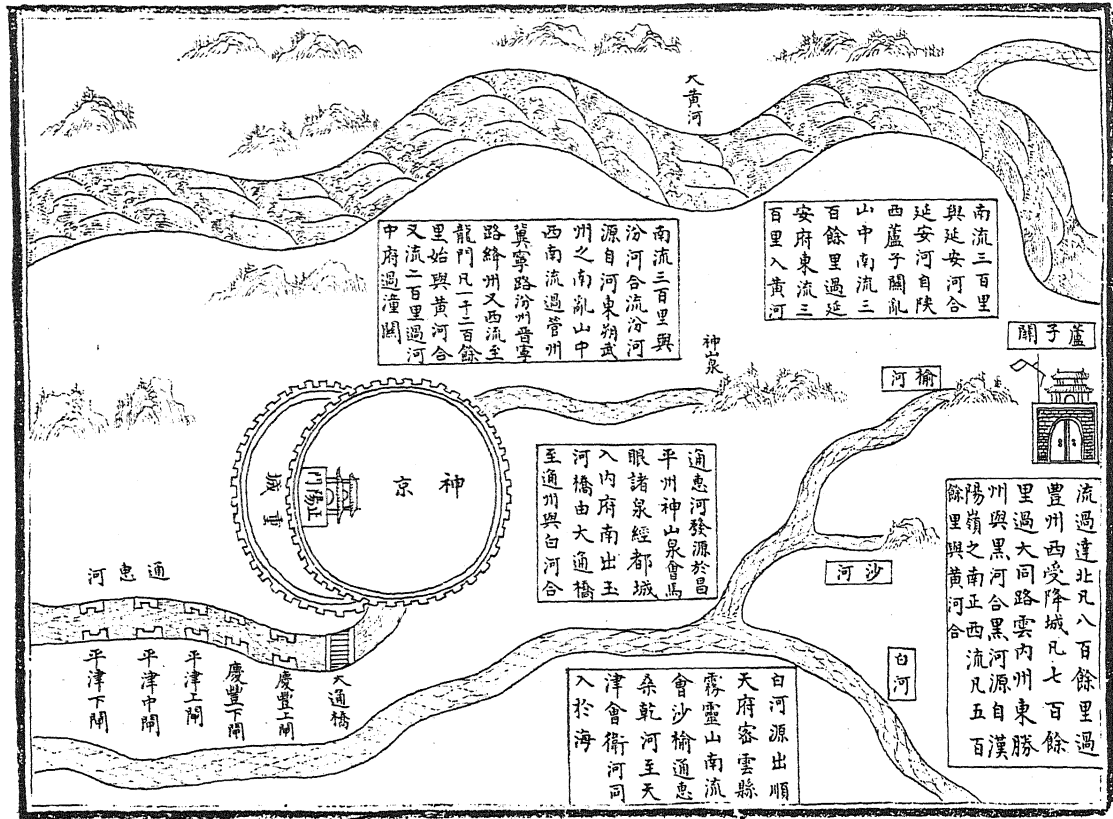 流過達北凡八百餘里過
豐州西受降城凡七百餘
里過大同路雲內州東勝
州與黑河合黑河源自漢
陽嶺之南正西流凡五百
餘里與黃河合
蘆子關
南流三百里
與延安河合
延安河自陝
西蘆子關亂
山中南流三
百餘里過延
安府東流三
百里入黃河
大黃河
南流三百里與
汾河合流汾河
源自河東朔武
州之南亂山中
西南流過管州
冀寧路汾州晉寧
路絳州又西流至
龍門凡一千二百餘
里始與黃河合
又流二百里過河
中府過潼關
榆河
沙河
白河
神山泉
通惠河發源於昌
平州神山泉會馬
眼諸泉經都城
入內府南出玉
河橋由大通橋
至通州與白河合
白河源出順
天府密雲縣
霧靈山南流
會沙榆通惠
桑乾河至天
津會衛河同
入於海
神京
正陽門
重城
通惠河
大通橋
慶豐上閘
慶豐下閘
平津上閘
平津中閘
平津下閘